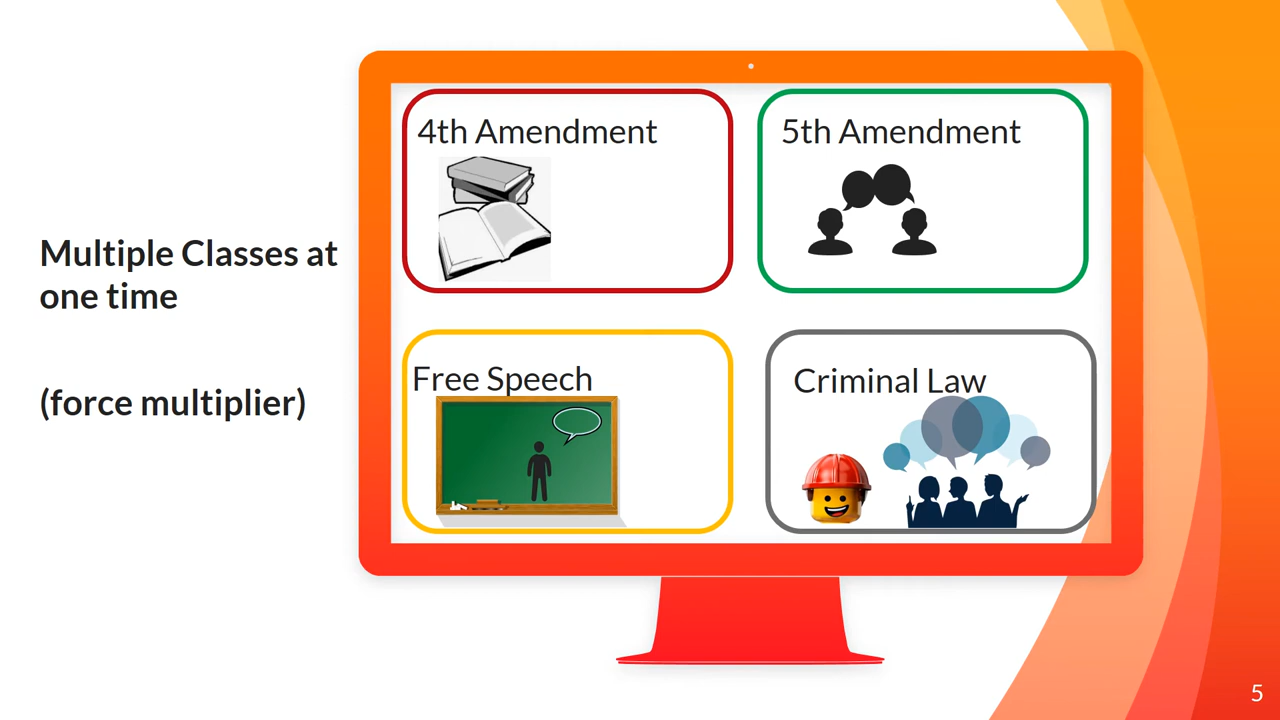 Multiple Classes at
one time
(force multiplier)
4th Amendment
5th Amendment
Free Speech
Criminal Law
5